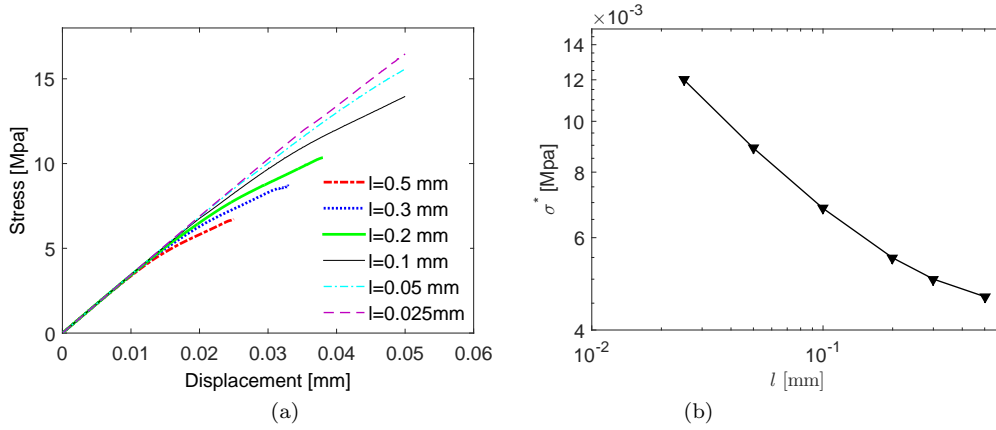 15
10
5
0
Stress [Mpa]
l=0.5 mm
l=0.3 mm
l=0.2 mm
l=0.1 mm
l=0.05 mm
l=0.025mm
0 0.01 0.02 0.03 0.04 0.05 0.06
Displacement [mm]
(a)
×10⁻³
14
12
10
8
6
4
σ* [Mpa]
10⁻² 10⁻¹
l [mm]
(b)